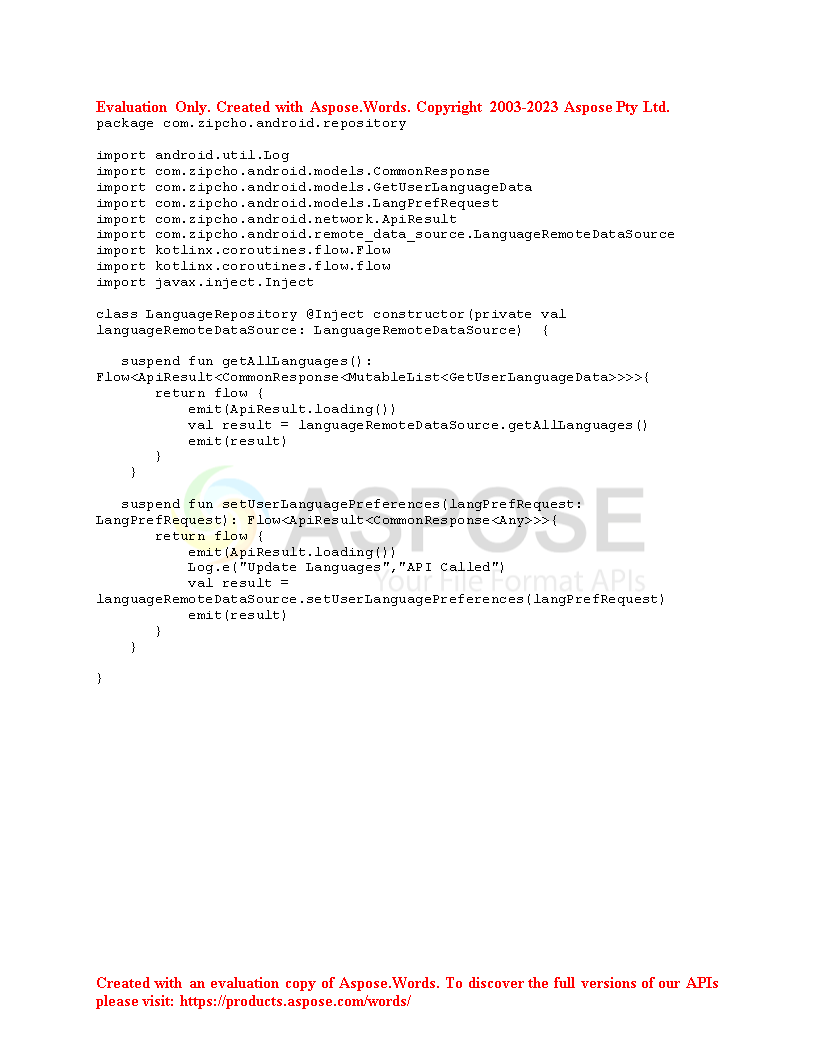 Evaluation Only. Created with Aspose.Words. Copyright 2003-2023 Aspose Pty Ltd.
package com.zipcho.android.repository

import android.util.Log
import com.zipcho.android.models.CommonResponse
import com.zipcho.android.models.GetUserLanguageData
import com.zipcho.android.models.LangPrefRequest
import com.zipcho.android.network.ApiResult
import com.zipcho.android.remote_data_source.LanguageRemoteDataSource
import kotlinx.coroutines.flow.Flow
import kotlinx.coroutines.flow.flow
import javax.inject.Inject

class LanguageRepository @Inject constructor(private val
languageRemoteDataSource: LanguageRemoteDataSource)  {

   suspend fun getAllLanguages():
Flow<ApiResult<CommonResponse<MutableList<GetUserLanguageData>>>>{
       return flow {
           emit(ApiResult.loading())
           val result = languageRemoteDataSource.getAllLanguages()
           emit(result)
       }
    }

   suspend fun setUserLanguagePreferences(langPrefRequest:
LangPrefRequest): Flow<ApiResult<CommonResponse<Any>>>{
       return flow {
           emit(ApiResult.loading())
           Log.e("Update Languages","API Called")
           val result =
languageRemoteDataSource.setUserLanguagePreferences(langPrefRequest)
           emit(result)
       }
    }

}
ASPOSE
Your File Format APIs
Created with an evaluation copy of Aspose.Words. To discover the full versions of our APIs
please visit: https://products.aspose.com/words/